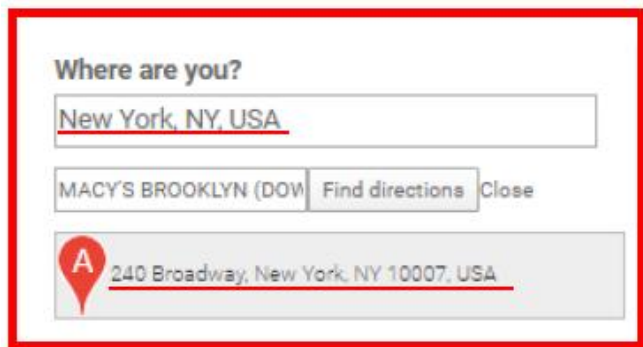 Where are you?
New York, NY, USA
MACY'S BROOKLYN (DOW Find directions Close
A 240 Broadway, New York, NY 10007, USA